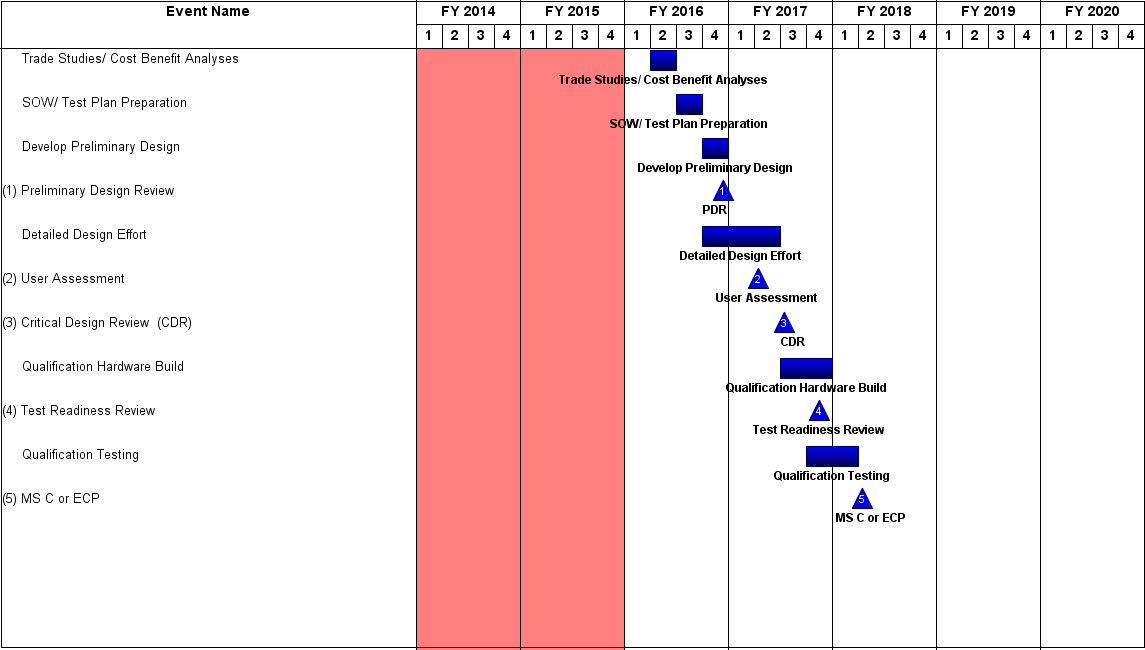 Event Name FY 2014 FY 2015 FY 2016 FY 2017 FY 2018 FY 2019 FY 2020
1 2 3 4 1 2 3 4 1 2 3 4 1 2 3 4 1 2 3 4 1 2 3 4 1 2 3 4
Trade Studies/ Cost Benefit Analyses
Trade Studies/ Cost Benefit Analyses
SOW/ Test Plan Preparation
SOW/ Test Plan Preparation
Develop Preliminary Design
Develop Preliminary Design
(1) Preliminary Design Review 1
PDR
Detailed Design Effort
Detailed Design Effort
(2) User Assessment 2
User Assessment
(3) Critical Design Review (CDR) 3
CDR
Qualification Hardware Build
Qualification Hardware Build
(4) Test Readiness Review 4
Test Readiness Review
Qualification Testing
Qualification Testing
(5) MS C or ECP 5
MS C or ECP